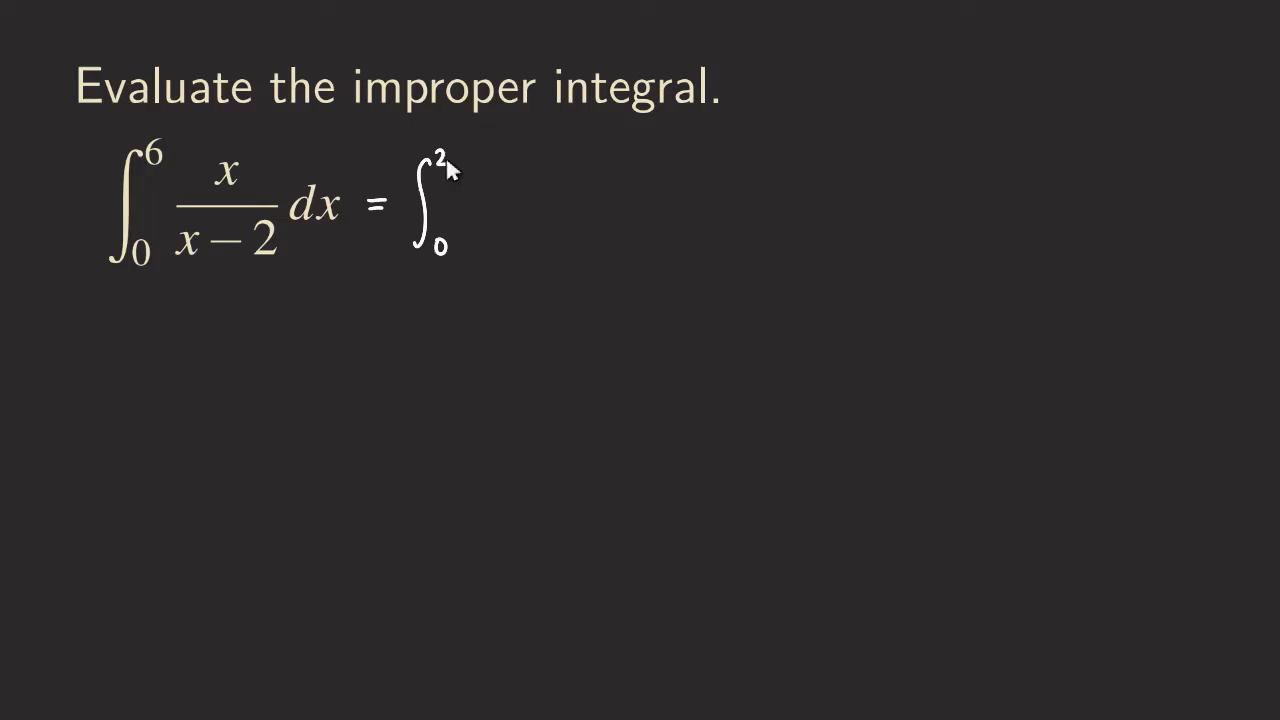 Evaluate the improper integral.
∫₀⁶ x/(x − 2) dx = ∫₀²